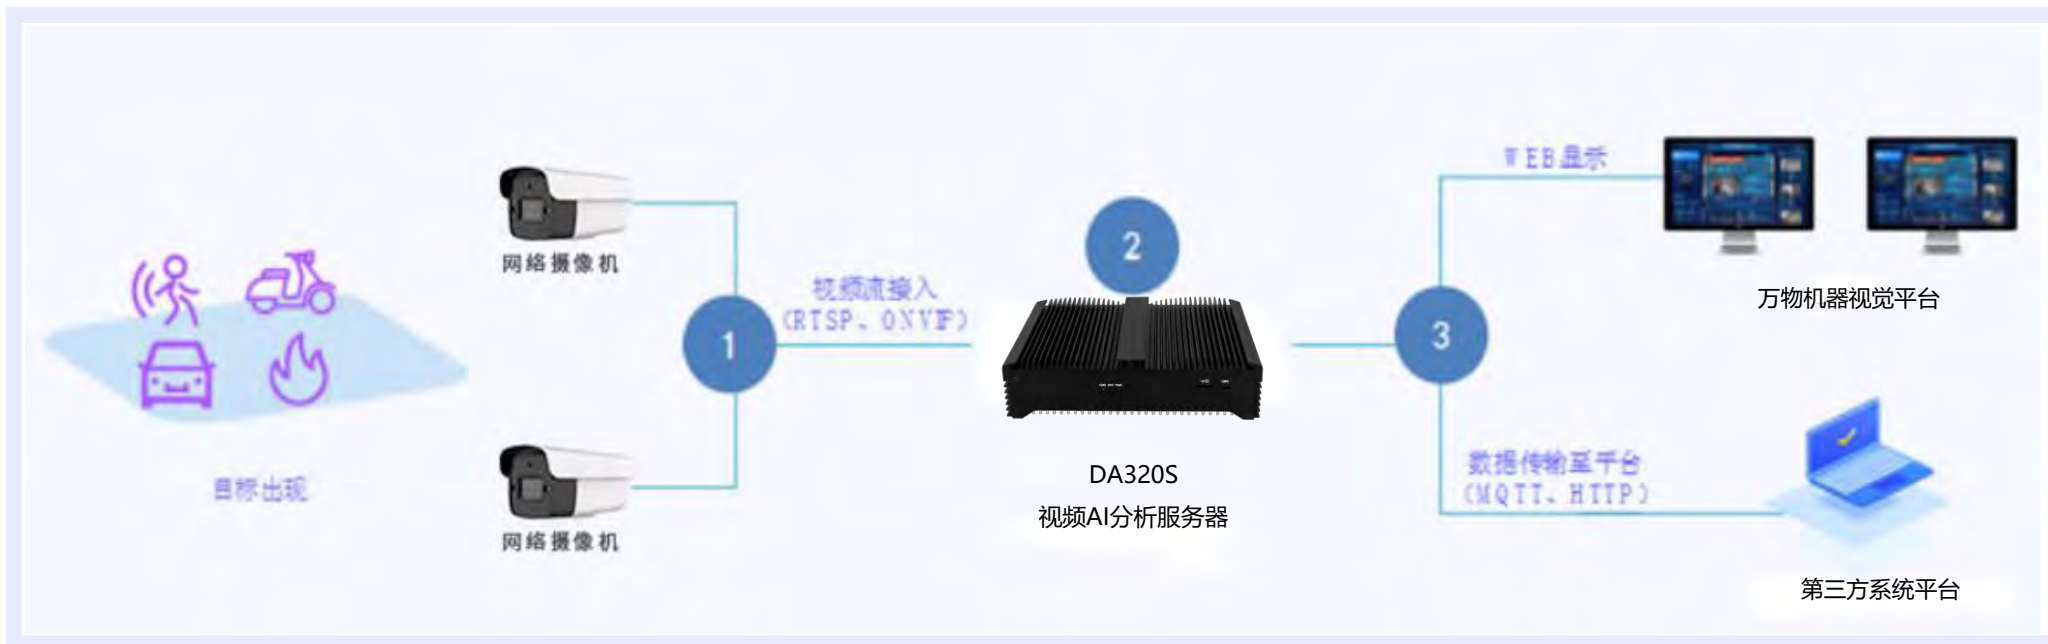 目标出现
网络摄像机
网络摄像机
1
视频流接入
(RTSP、ONVIF)
2
DA320S
视频AI分析服务器
3
WEB显示
万物机器视觉平台
数据传输至平台
(MQTT、HTTP)
第三方系统平台